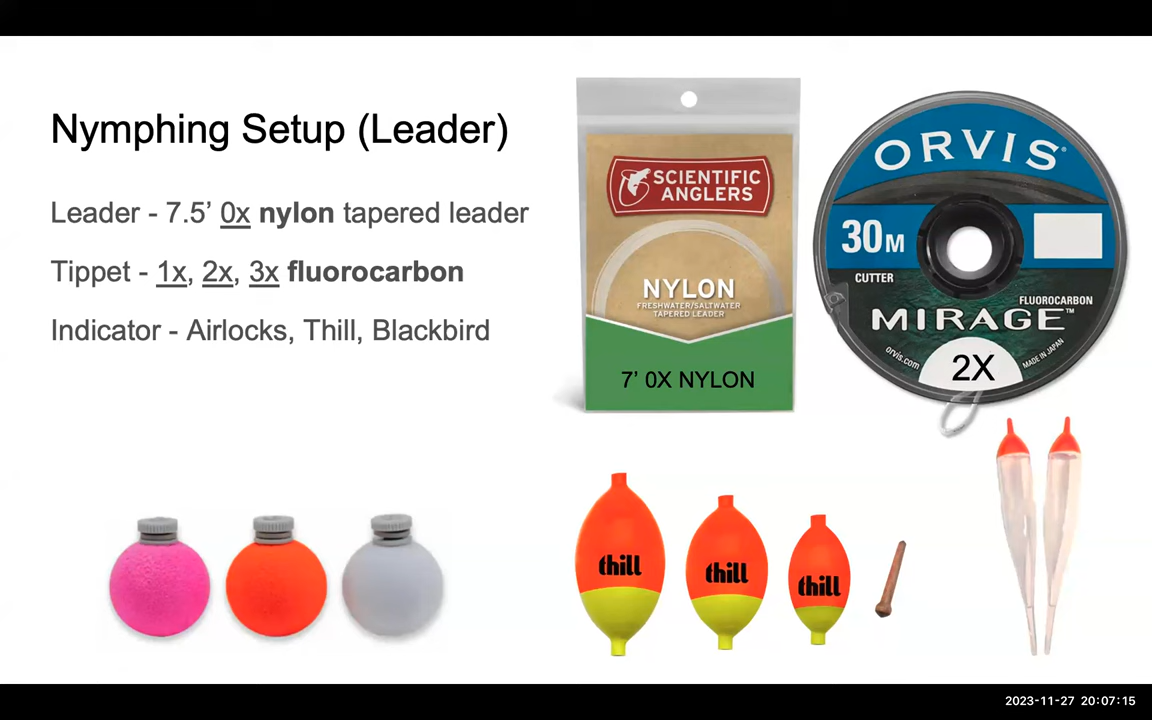 Nymphing Setup (Leader)
Leader - 7.5’ 0x nylon tapered leader
Tippet - 1x, 2x, 3x fluorocarbon
Indicator - Airlocks, Thill, Blackbird
SCIENTIFIC
ANGLERS
NYLON
FRESHWATER/SALTWATER
TAPERED LEADER
7’ 0X NYLON
ORVIS®
30M
CUTTER
FLUOROCARBON
MIRAGE™
orvis.com
MADE IN JAPAN
2X
thill
thill
thill
2023-11-27 20:07:15